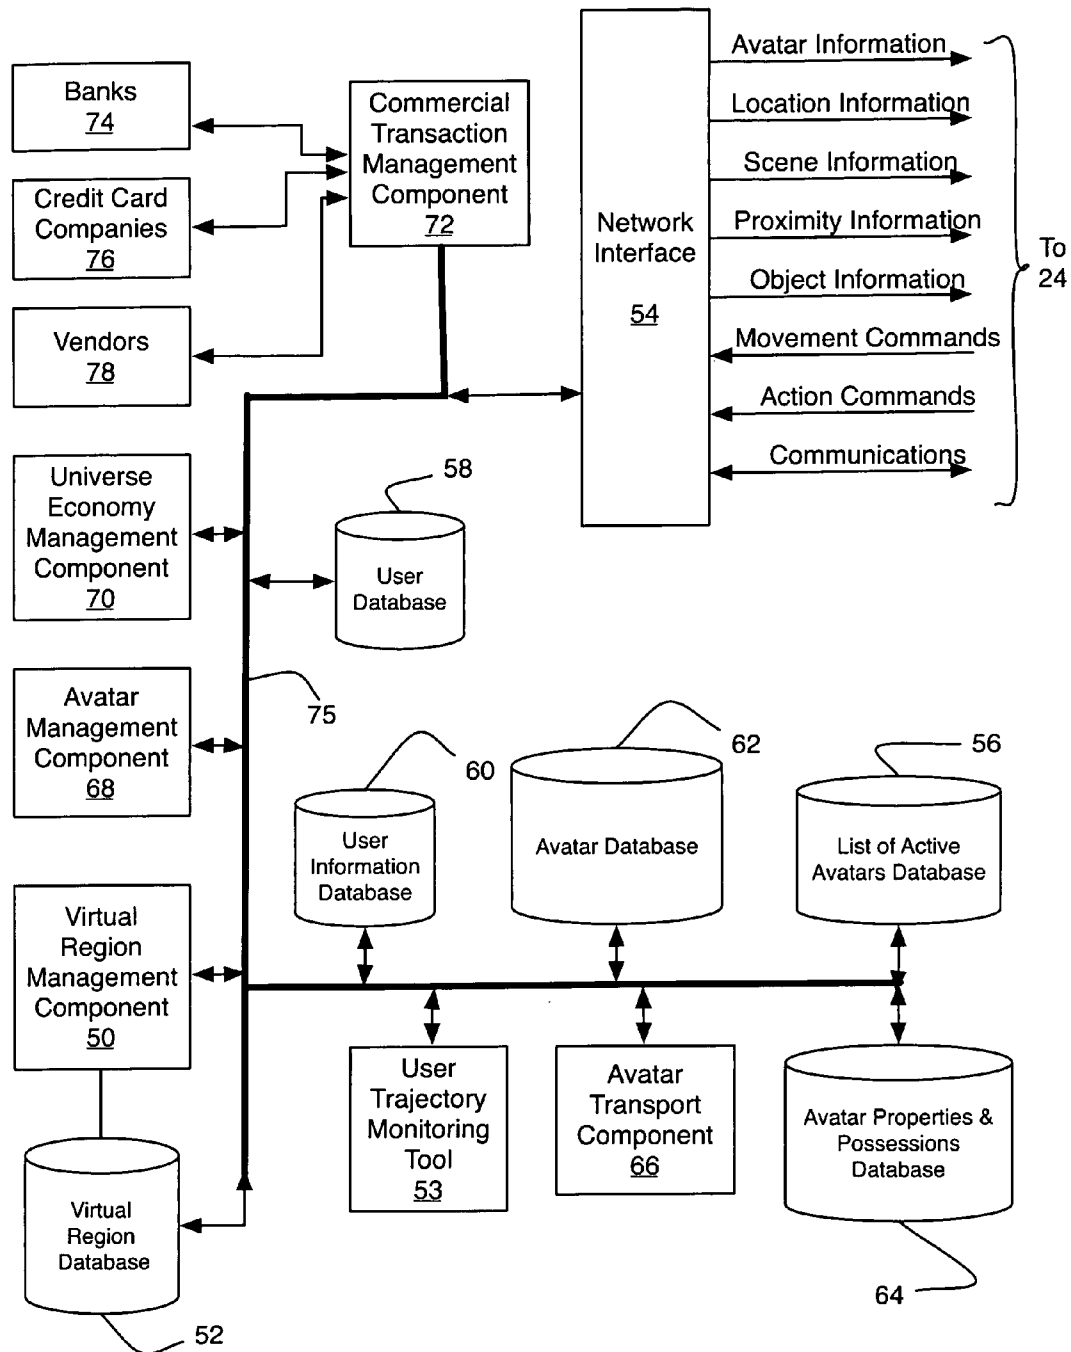 Banks
74
Credit Card
Companies
76
Vendors
78
Commercial
Transaction
Management
Component
72
Network
Interface
54
Avatar Information
Location Information
Scene Information
Proximity Information
Object Information
Movement Commands
Action Commands
Communications
To
24
Universe
Economy
Management
Component
70
58
User
Database
Avatar
Management
Component
68
75
60
User
Information
Database
62
Avatar Database
56
List of Active
Avatars Database
Virtual
Region
Management
Component
50
User
Trajectory
Monitoring
Tool
53
Avatar
Transport
Component
66
Avatar Properties &
Possessions
Database
64
Virtual
Region
Database
52